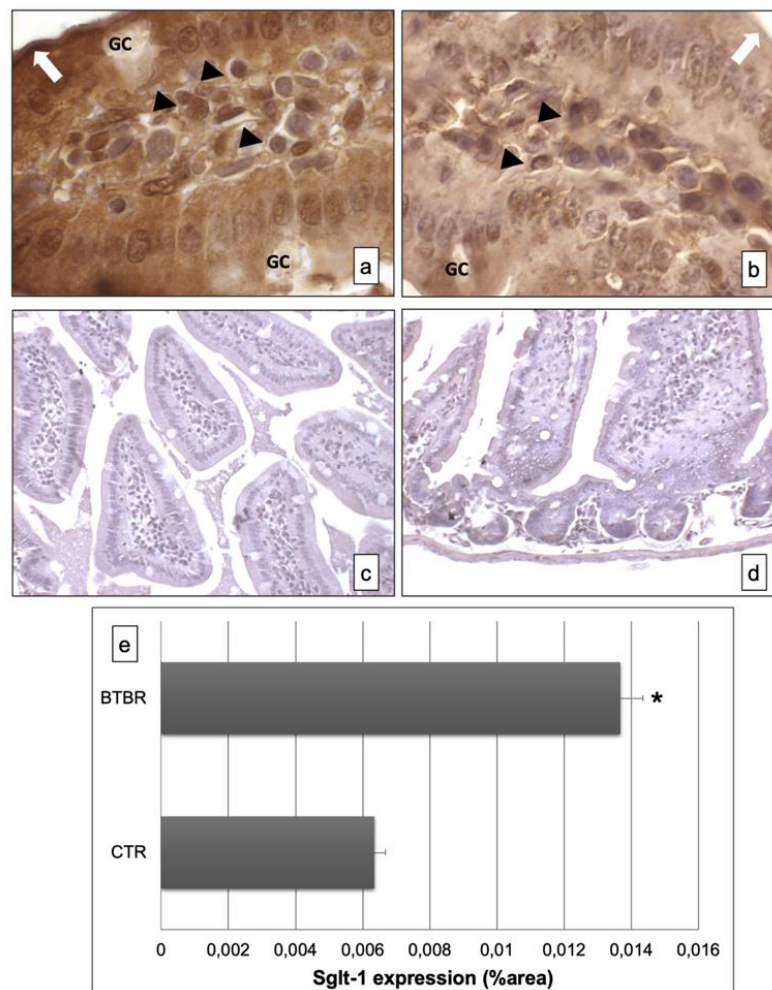 GC
GC
a
GC
b
c
d
e
BTBR
*
CTR
0 0,002 0,004 0,006 0,008 0,01 0,012 0,014 0,016
Sglt-1 expression (%area)